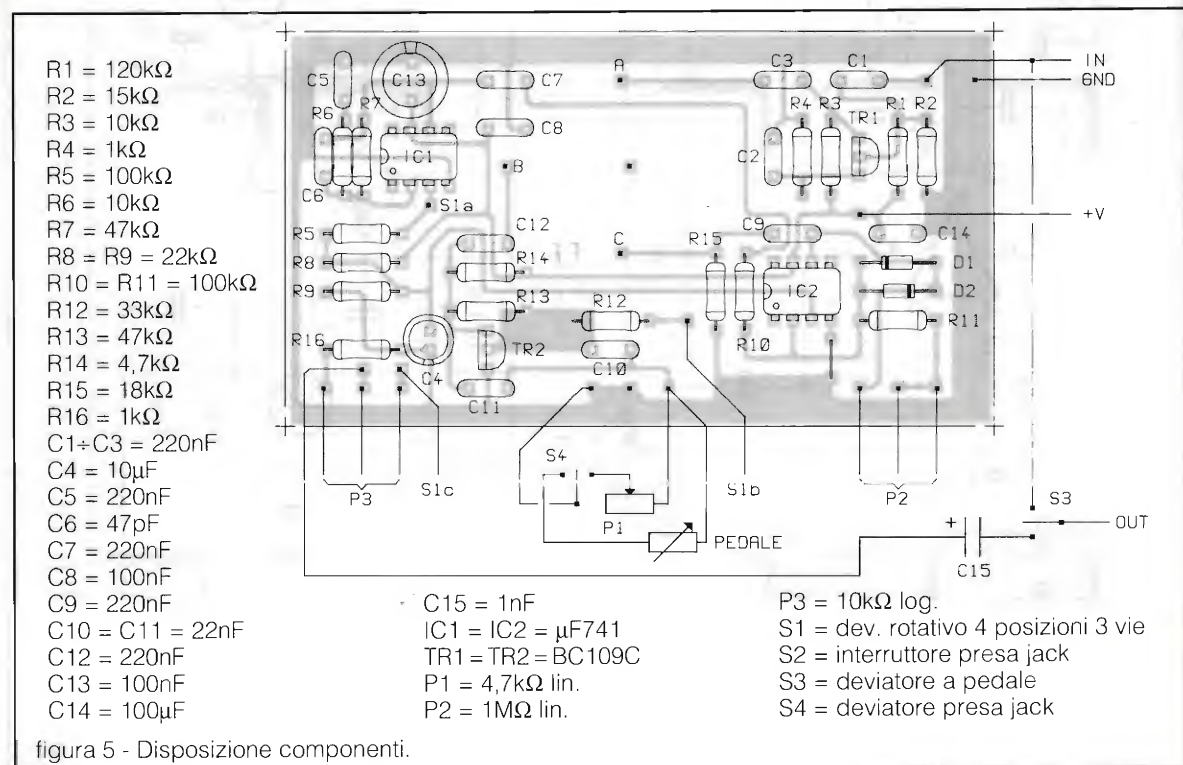 R1 = 120kΩ
R2 = 15kΩ
R3 = 10kΩ
R4 = 1kΩ
R5 = 100kΩ
R6 = 10kΩ
R7 = 47kΩ
R8 = R9 = 22kΩ
R10 = R11 = 100kΩ
R12 = 33kΩ
R13 = 47kΩ
R14 = 4,7kΩ
R15 = 18kΩ
R16 = 1kΩ
C1÷C3 = 220nF
C4 = 10µF
C5 = 220nF
C6 = 47pF
C7 = 220nF
C8 = 100nF
C9 = 220nF
C10 = C11 = 22nF
C12 = 220nF
C13 = 100nF
C14 = 100µF
C15 = 1nF
IC1 = IC2 = µF741
TR1 = TR2 = BC109C
P1 = 4,7kΩ lin.
P2 = 1MΩ lin.
P3 = 10kΩ log.
S1 = dev. rotativo 4 posizioni 3 vie
S2 = interruttore presa jack
S3 = deviatore a pedale
S4 = deviatore presa jack
C5
C13
C7
A
C3
C1
IN
GND
R6
R7
C8
R4
R3
TR1
R1
R2
IC1
B
C2
C6
S1a
+V
R5
C12
C
R15
C9
C14
R8
R14
D1
R9
R13
R12
IC2
D2
R16
C4
TR2
C10
R10
R11
C11
P3
S1c
S4
P1
PEDALE
S1b
P2
S3
OUT
+
C15
figura 5 - Disposizione componenti.